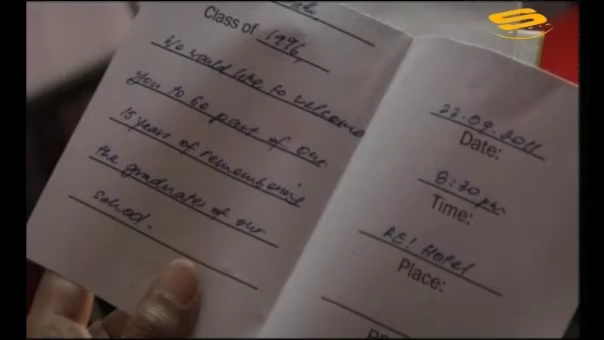 Class of 1996,
We would like to welcome
you to be part of our
15 years of remembering
the graduates of our
school.
22.09.2011
Date:
8:30 pm
Time:
Hotel
Place: